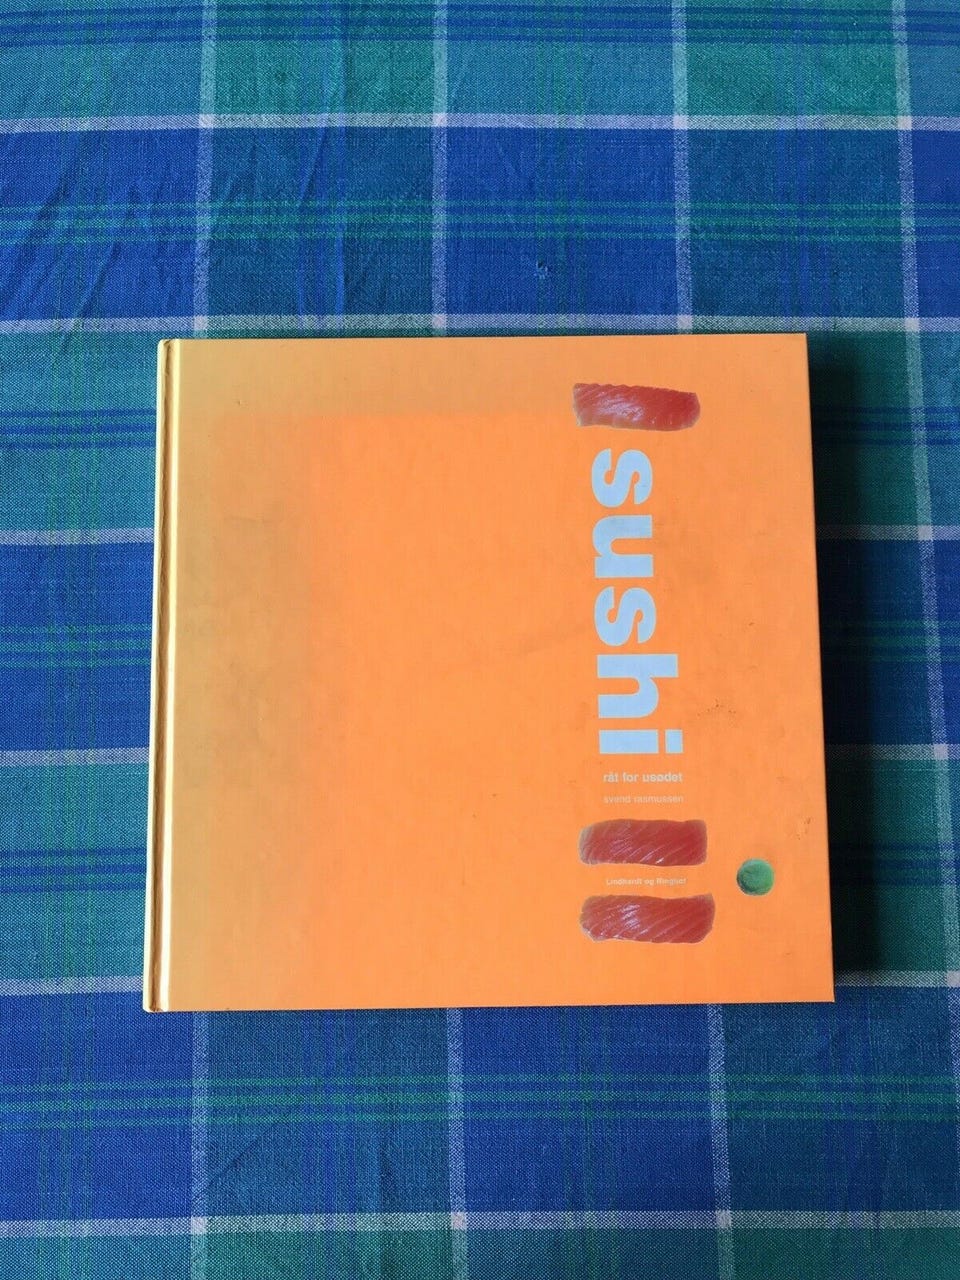 sushi
råt for usødet
svend rasmussen
Lindhardt og Ringhof